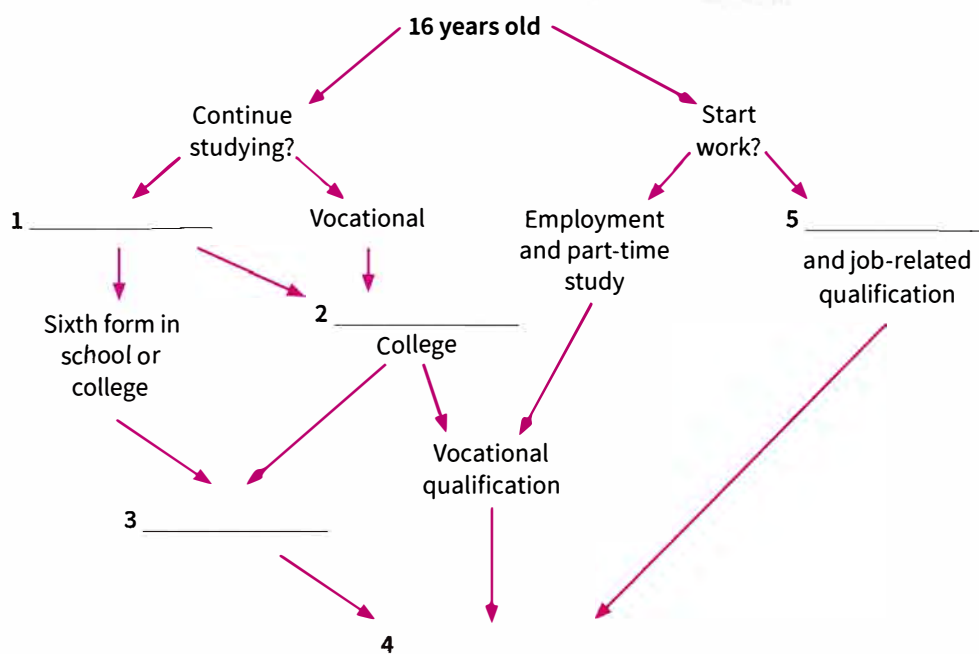 16 years old
Continue
studying?
Start
work?
1
Vocational
Employment
and part-time
study
5
and job-related
qualification
Sixth form in
school or
college
2
College
Vocational
qualification
3
4